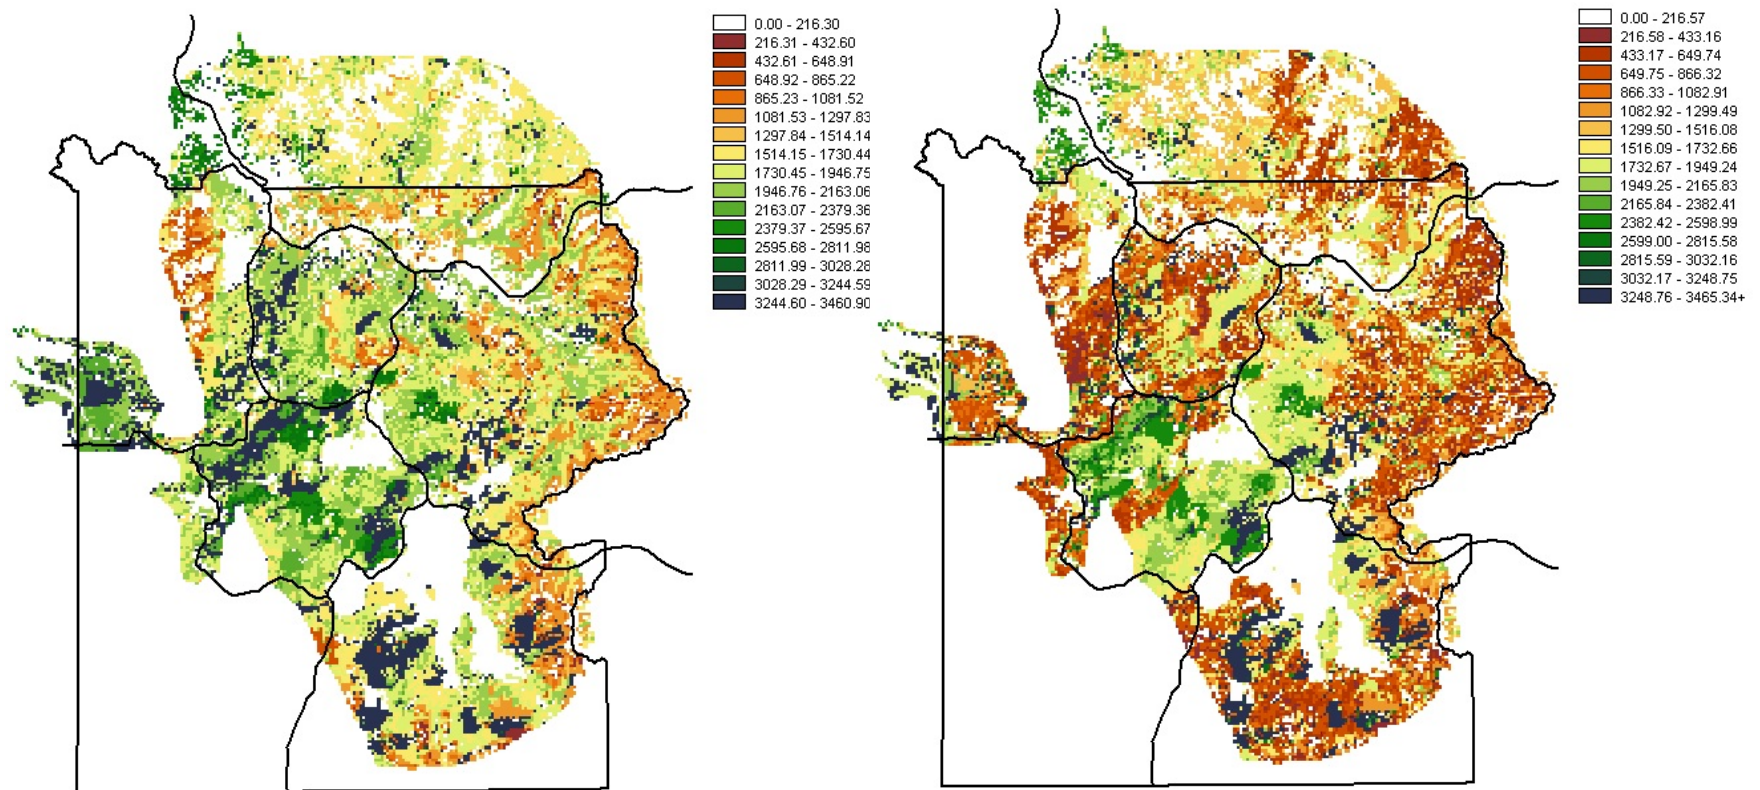 0.00 - 216.30
216.31 - 432.60
432.61 - 648.91
648.92 - 865.22
865.23 - 1081.52
1081.53 - 1297.83
1297.84 - 1514.14
1514.15 - 1730.44
1730.45 - 1946.75
1946.76 - 2163.06
2163.07 - 2379.36
2379.37 - 2595.67
2595.68 - 2811.98
2811.99 - 3028.28
3028.29 - 3244.59
3244.60 - 3460.90
0.00 - 216.57
216.58 - 433.16
433.17 - 649.74
649.75 - 866.32
866.33 - 1082.91
1082.92 - 1299.49
1299.50 - 1516.08
1516.09 - 1732.66
1732.67 - 1949.24
1949.25 - 2165.83
2165.84 - 2382.41
2382.42 - 2598.99
2599.00 - 2815.58
2815.59 - 3032.16
3032.17 - 3248.75
3248.76 - 3465.34+